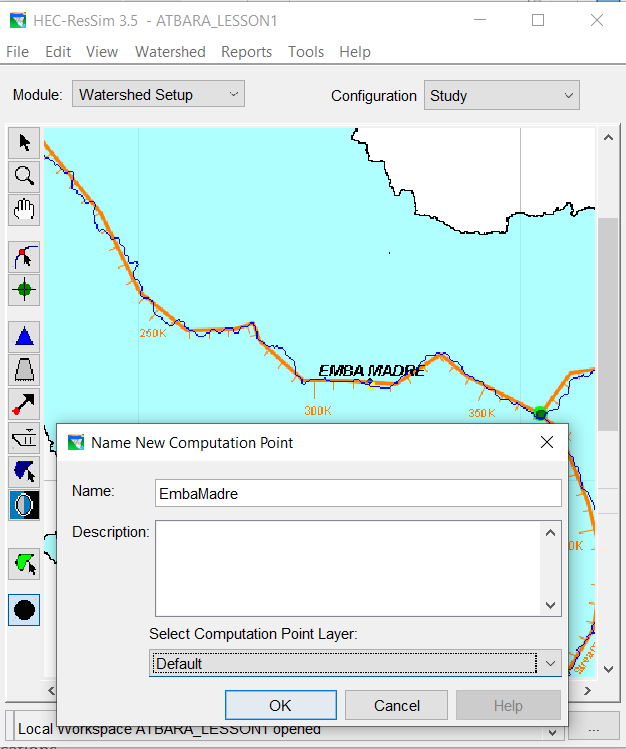 HEC-ResSim 3.5 - ATBARA_LESSON1
File Edit View Watershed Reports Tools Help
Module: Watershed Setup Configuration Study
250K
EMBA MADRE
300K
350K
Name New Computation Point
Name: EmbaMadre
Description:
0K
Select Computation Point Layer:
Default
OK Cancel Help
Local Workspace ATBARA_LESSON1 opened ...